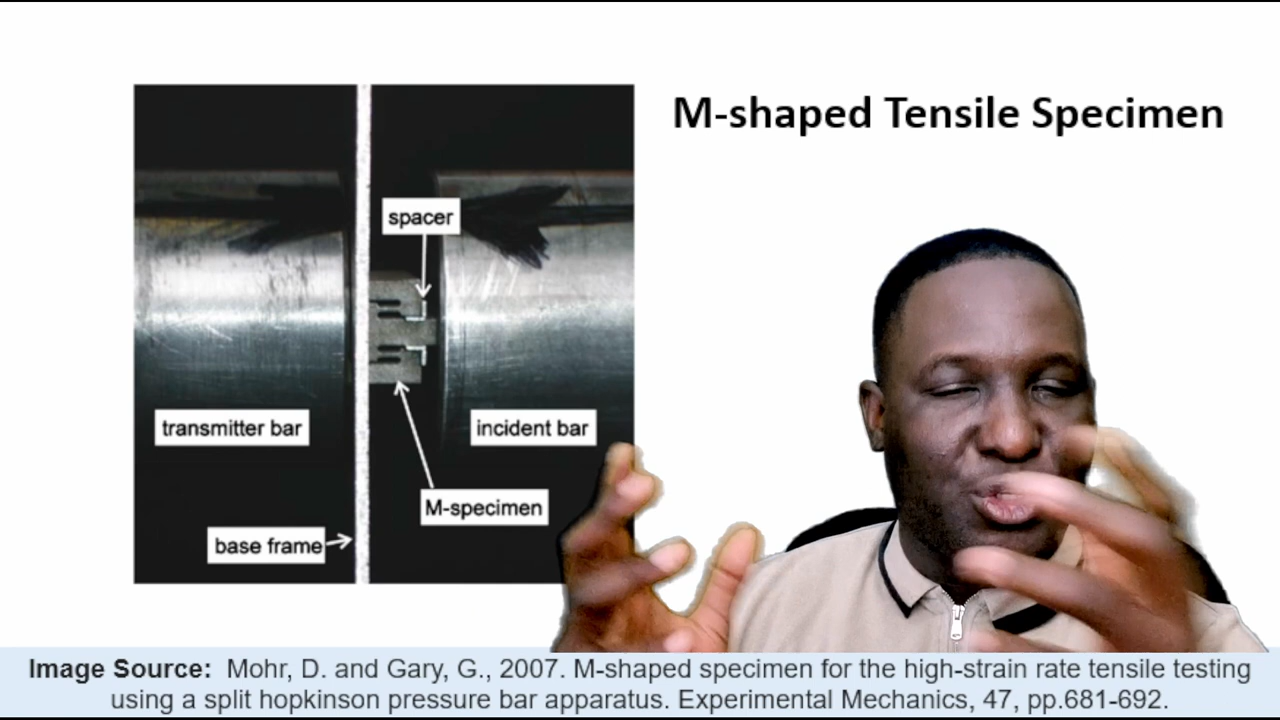 M-shaped Tensile Specimen
spacer
transmitter bar
incident bar
M-specimen
base frame
Image Source: Mohr, D. and Gary, G., 2007. M-shaped specimen for the high-strain rate tensile testing
using a split hopkinson pressure bar apparatus. Experimental Mechanics, 47, pp.681-692.